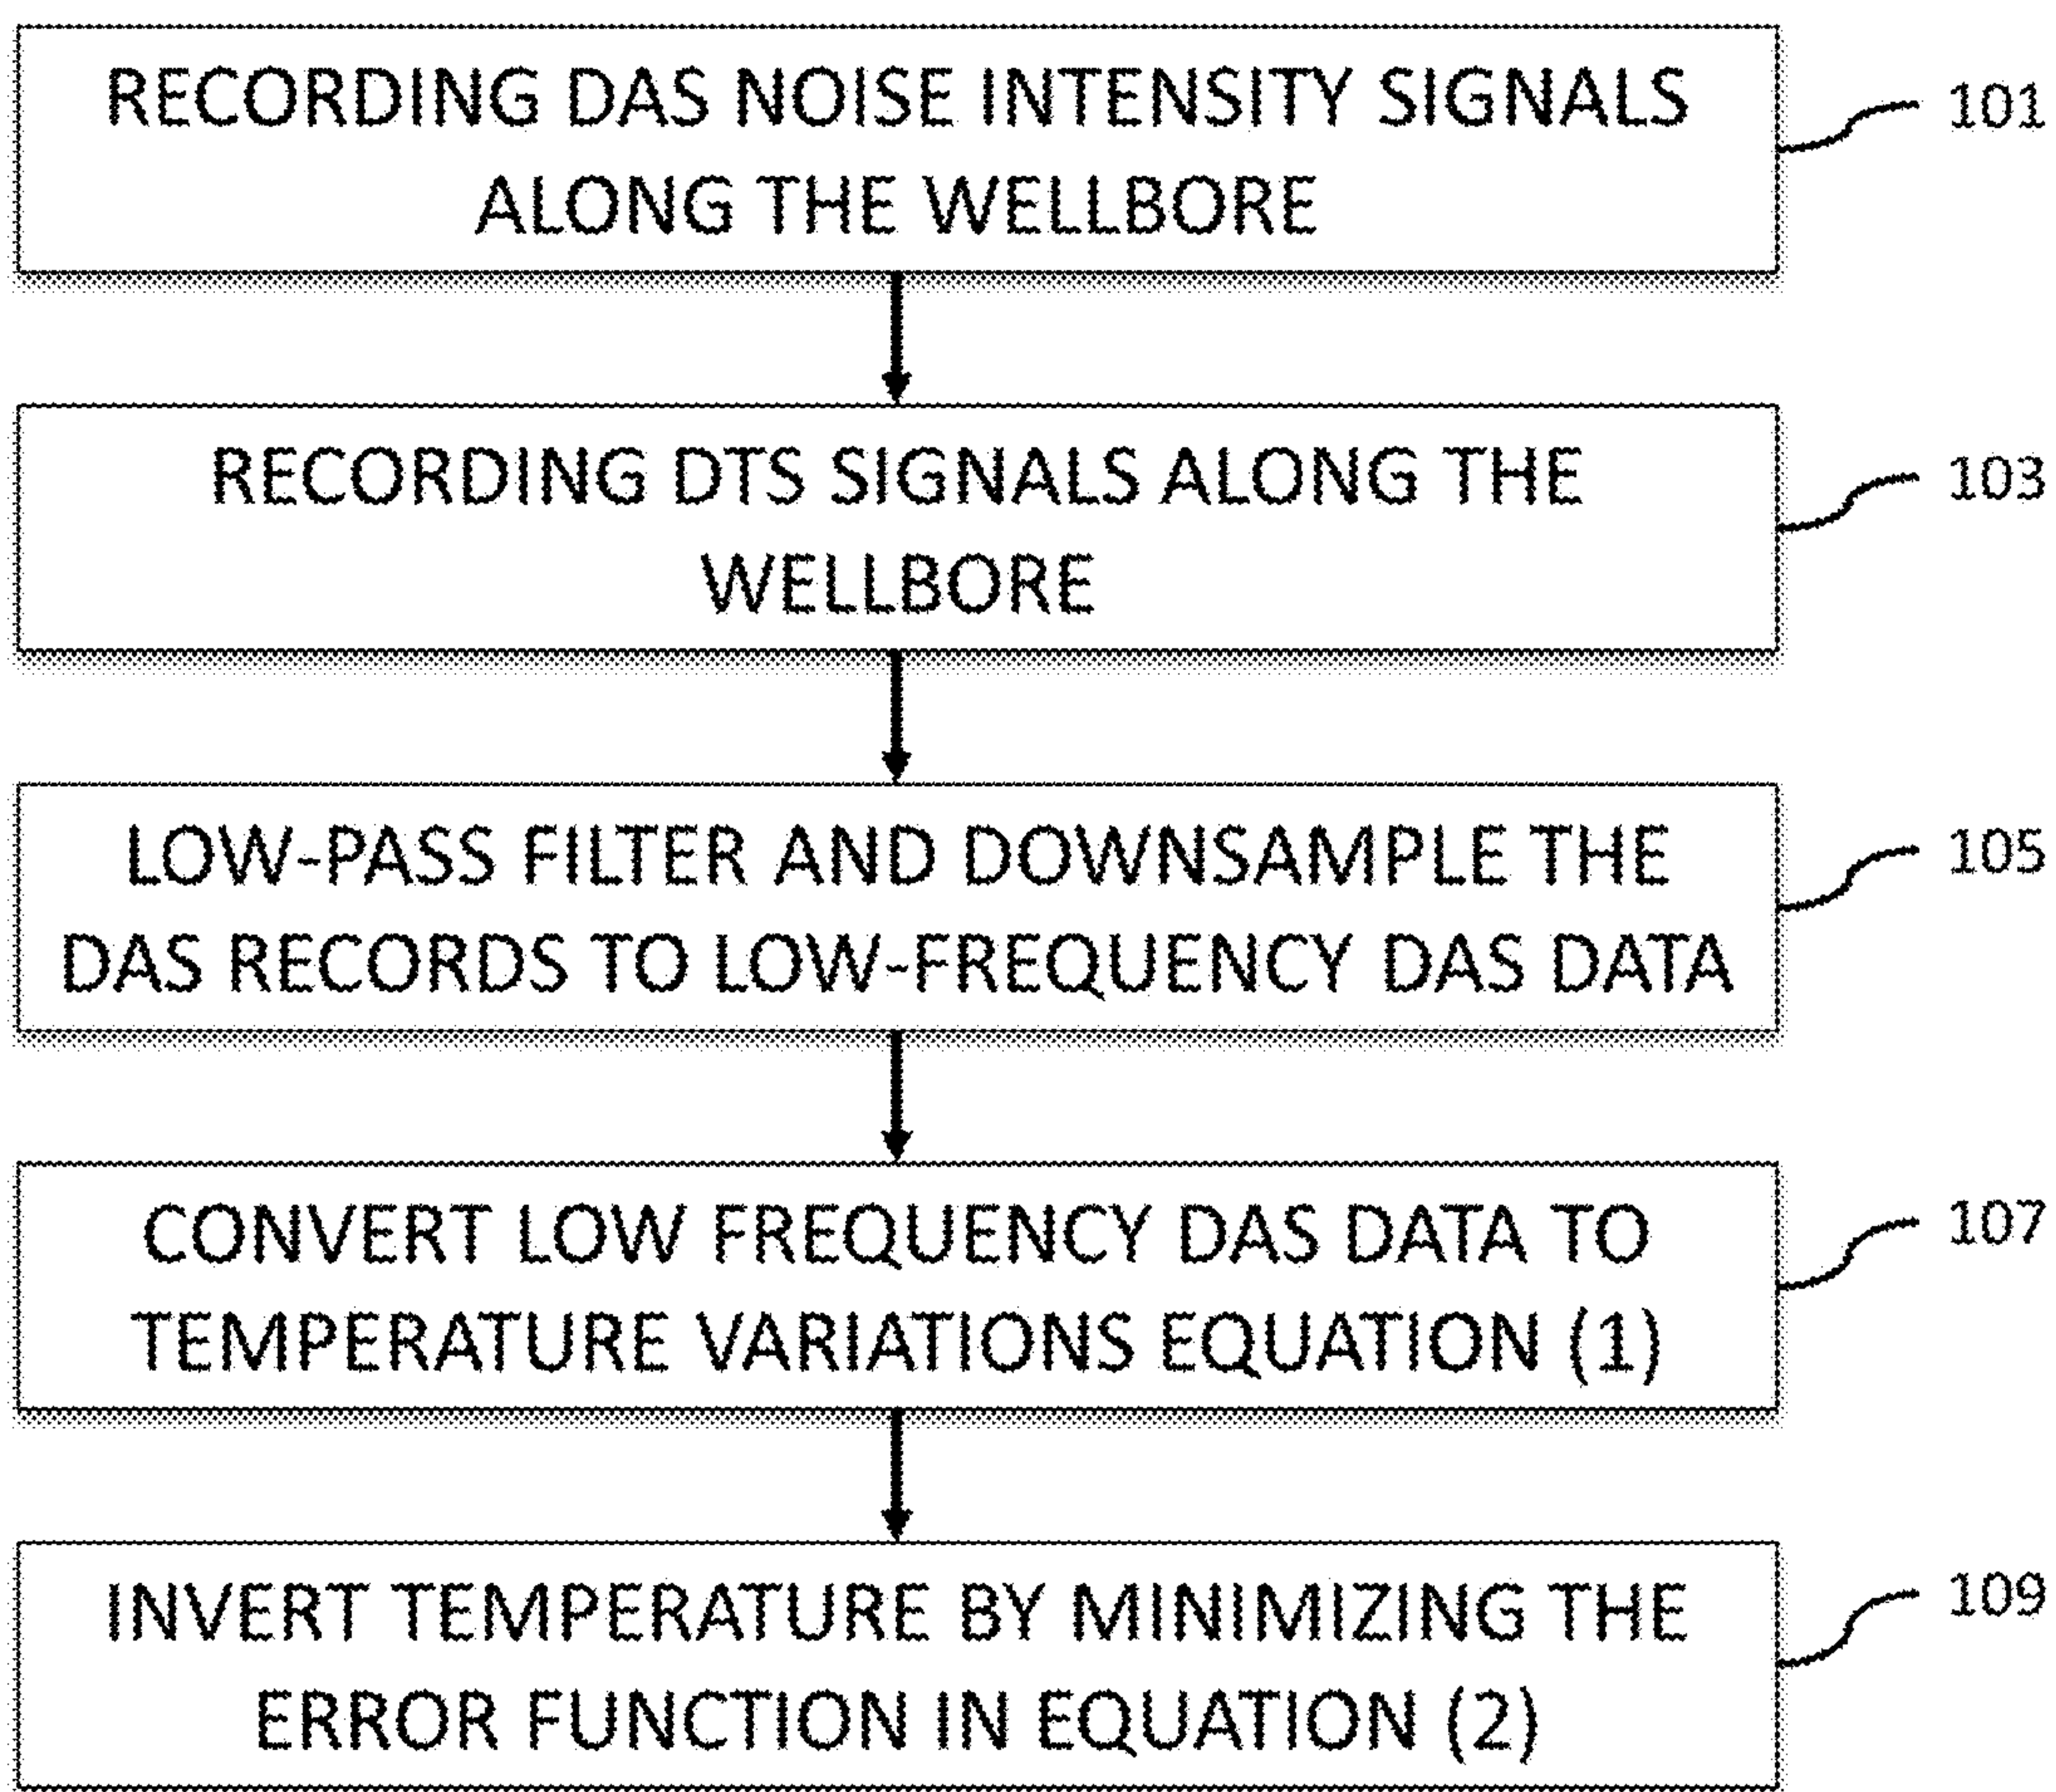 RECORDING DAS NOISE INTENSITY SIGNALS
ALONG THE WELLBORE
101
RECORDING DTS SIGNALS ALONG THE
WELLBORE
103
LOW-PASS FILTER AND DOWNSAMPLE THE
DAS RECORDS TO LOW-FREQUENCY DAS DATA
105
CONVERT LOW FREQUENCY DAS DATA TO
TEMPERATURE VARIATIONS EQUATION (1)
107
INVERT TEMPERATURE BY MINIMIZING THE
ERROR FUNCTION IN EQUATION (2)
109